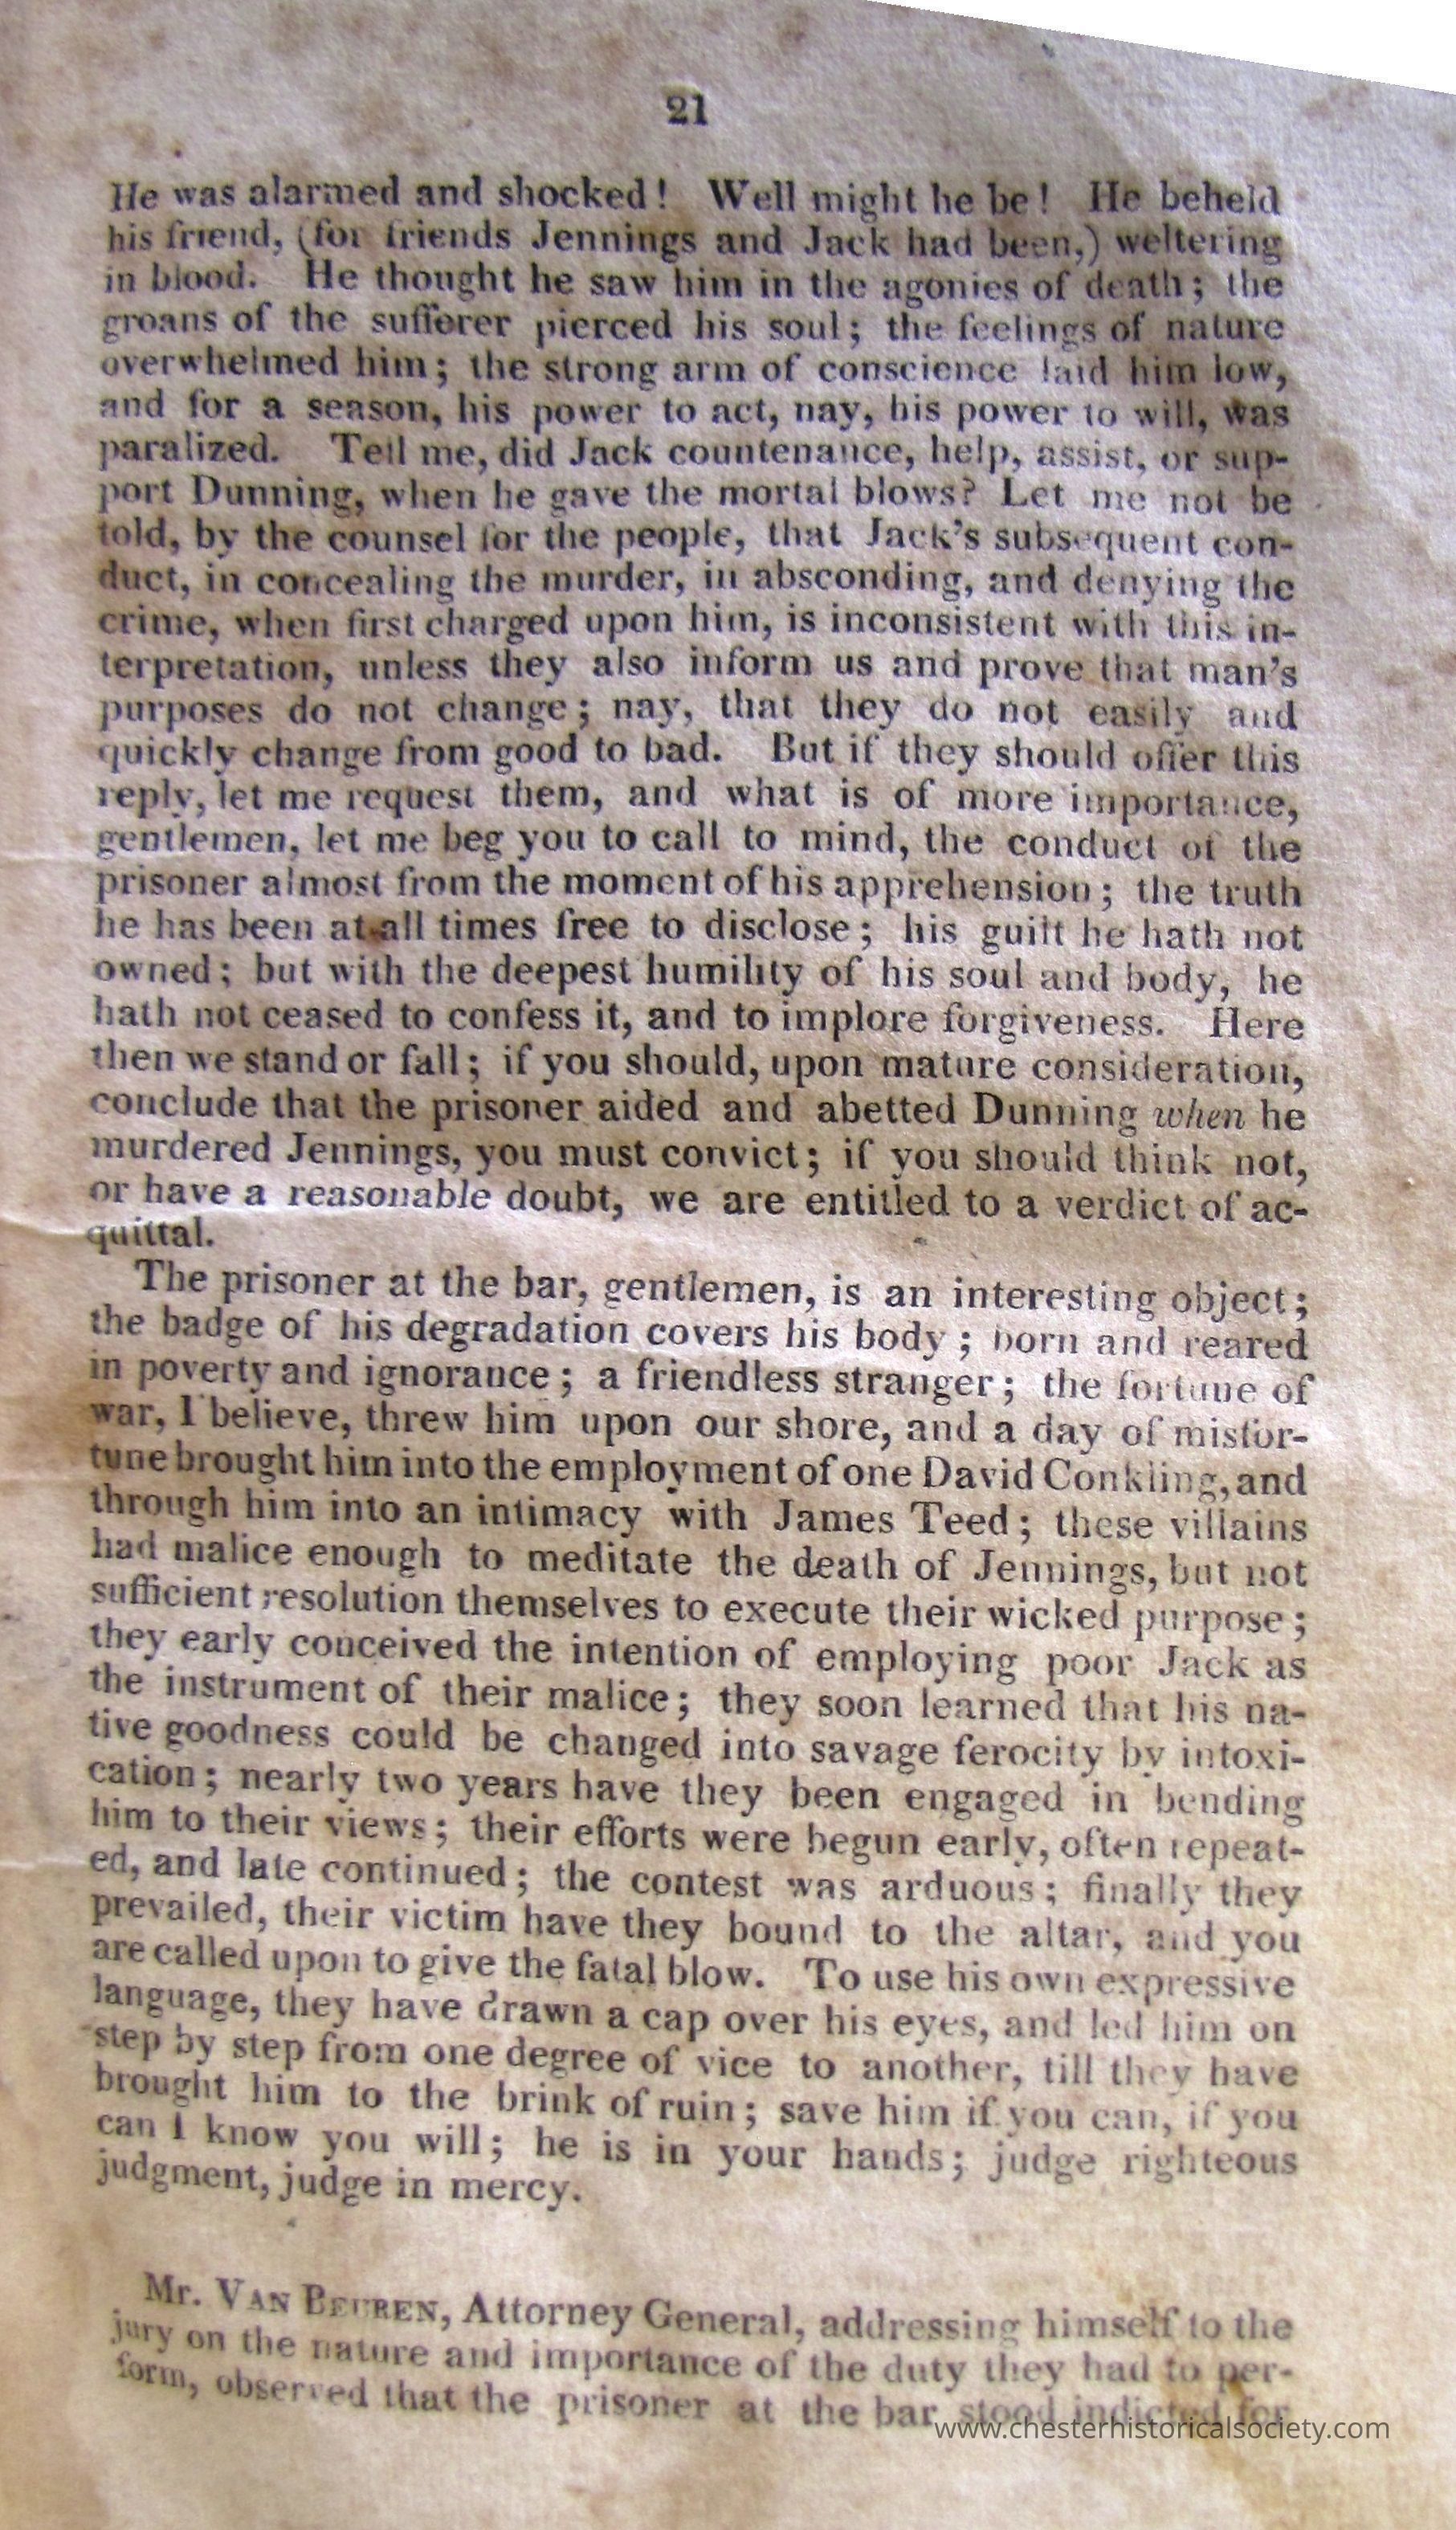 21
He was alarmed and shocked! Well might he be! He beheld
his friend, (for friends Jennings and Jack had been,) weltering
in blood. He thought he saw him in the agonies of death; the
groans of the sufferer pierced his soul; the feelings of nature
overwhelmed him; the strong arm of conscience laid him low,
and for a season, his power to act, nay, his power to will, was
paralized. Tell me, did Jack countenance, help, assist, or sup-
port Dunning, when he gave the mortal blows? Let me not be
told, by the counsel for the people, that Jack's subsequent con-
duct, in concealing the murder, in absconding, and denying the
crime, when first charged upon him, is inconsistent with this in-
terpretation, unless they also inform us and prove that man's
purposes do not change; nay, that they do not easily and
quickly change from good to bad. But if they should offer this
reply, let me request them, and what is of more importance,
gentlemen, let me beg you to call to mind, the conduct of the
prisoner almost from the moment of his apprehension; the truth
he has been at all times free to disclose; his guilt he hath not
owned; but with the deepest humility of his soul and body, he
hath not ceased to confess it, and to implore forgiveness. Here
then we stand or fall; if you should, upon mature consideration,
conclude that the prisoner aided and abetted Dunning when he
murdered Jennings, you must convict; if you should think not,
or have a reasonable doubt, we are entitled to a verdict of ac-
quittal.
The prisoner at the bar, gentlemen, is an interesting object;
the badge of his degradation covers his body; born and reared
in poverty and ignorance; a friendless stranger; the fortune of
war, I believe, threw him upon our shore, and a day of misfor-
tune brought him into the employment of one David Conkling, and
through him into an intimacy with James Teed; these villains
had malice enough to meditate the death of Jennings, but not
sufficient resolution themselves to execute their wicked purpose;
they early conceived the intention of employing poor Jack as
the instrument of their malice; they soon learned that his na-
tive goodness could be changed into savage ferocity by intoxi-
cation; nearly two years have they been engaged in bending
him to their views; their efforts were begun early, often repeat-
ed, and late continued; the contest was arduous; finally they
prevailed, their victim have they bound to the altar, and you
are called upon to give the fatal blow. To use his own expressive
language, they have drawn a cap over his eyes, and led him on
step by step from one degree of vice to another, till they have
brought him to the brink of ruin; save him if you can, if you
can I know you will; he is in your hands; judge righteous
judgment, judge in mercy.
Mr. VAN BEUREN, Attorney General, addressing himself to the
jury on the nature and importance of the duty they had to per-
form, observed that the prisoner at the bar stood indicted for
www.chesterhistoricalsociety.com